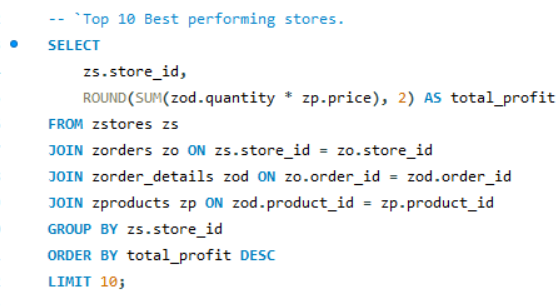 -- `Top 10 Best performing stores.
SELECT
zs.store_id,
ROUND(SUM(zod.quantity * zp.price), 2) AS total_profit
FROM zstores zs
JOIN zorders zo ON zs.store_id = zo.store_id
JOIN zorder_details zod ON zo.order_id = zod.order_id
JOIN zproducts zp ON zod.product_id = zp.product_id
GROUP BY zs.store_id
ORDER BY total_profit DESC
LIMIT 10;